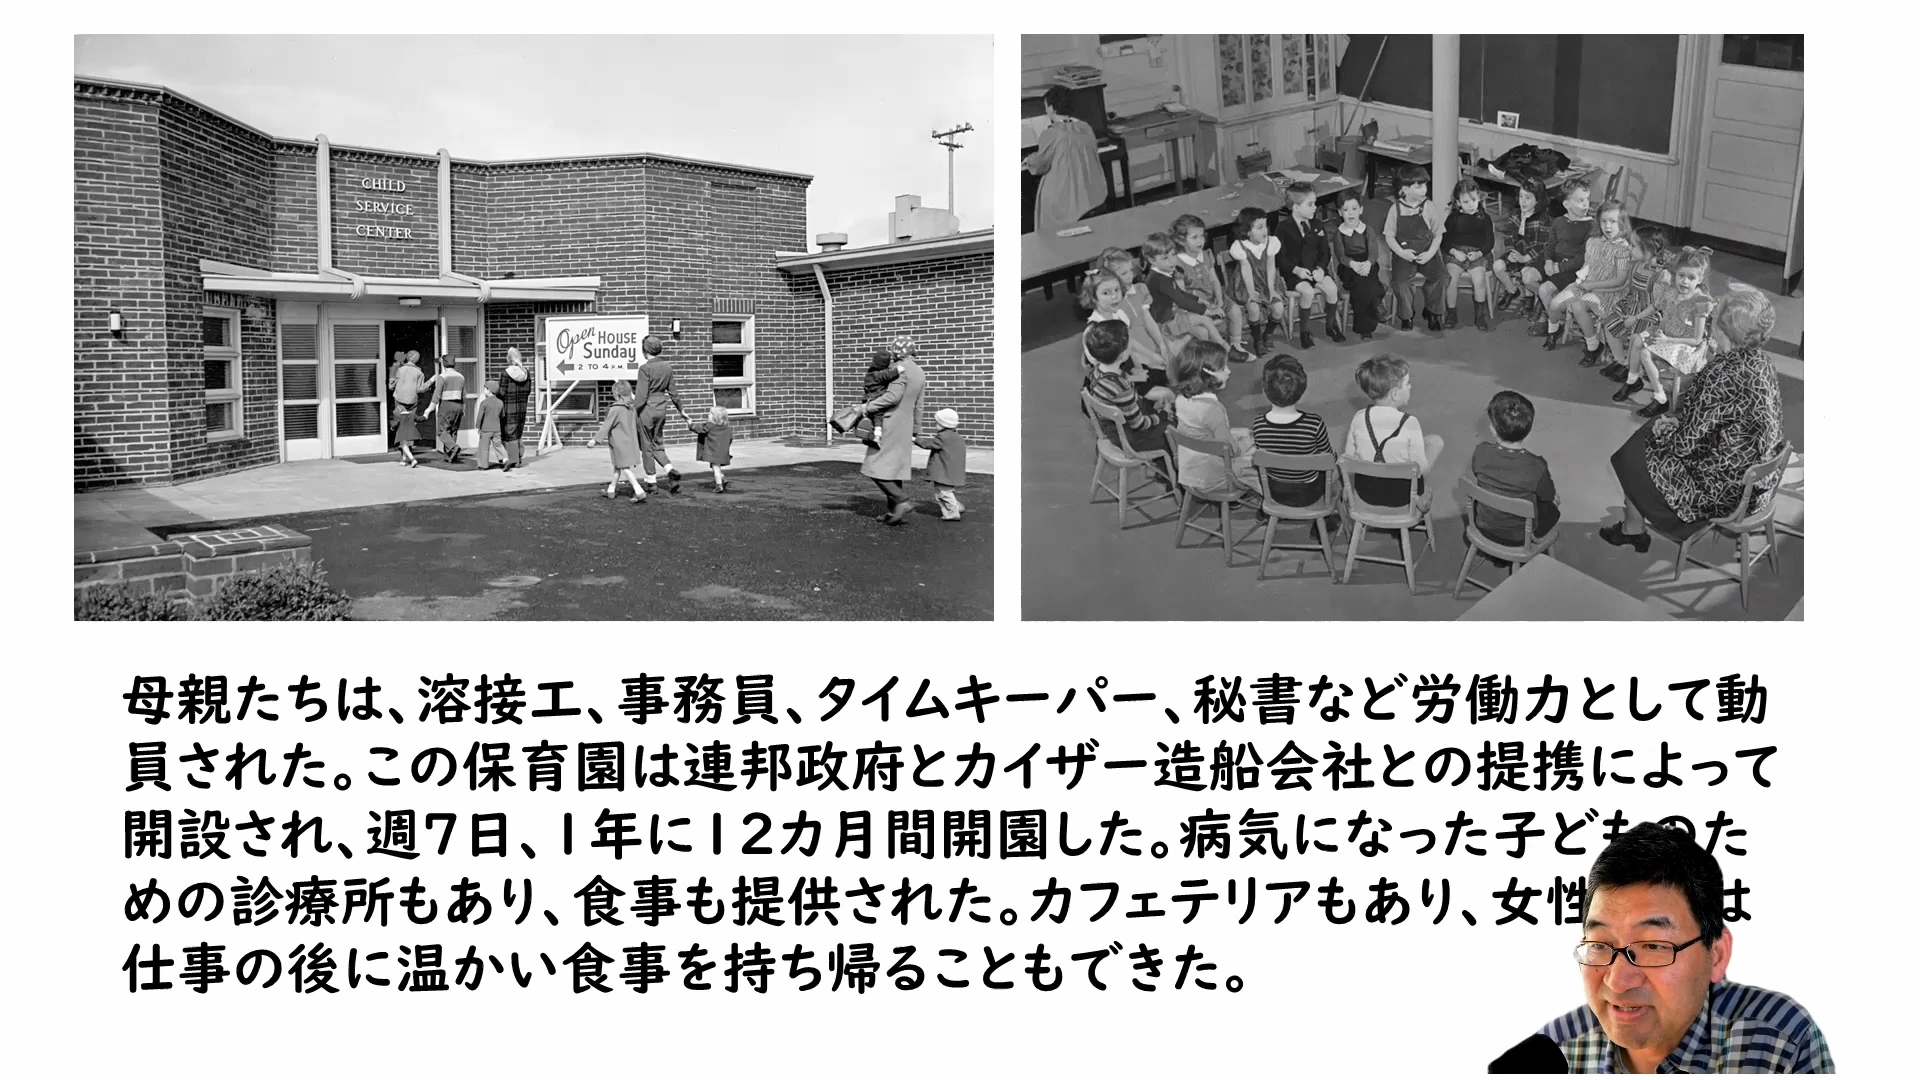 CHILD
SERVICE
CENTER
Open HOUSE
Sunday
2 TO 4 P.M.
母親たちは、溶接工、事務員、タイムキーパー、秘書など労働力として動
員された。この保育園は連邦政府とカイザー造船会社との提携によって
開設され、週7日、1年に12カ月間開園した。病気になった子どものた
めの診療所もあり、食事も提供された。カフェテリアもあり、女性 は
仕事の後に温かい食事を持ち帰ることもできた。